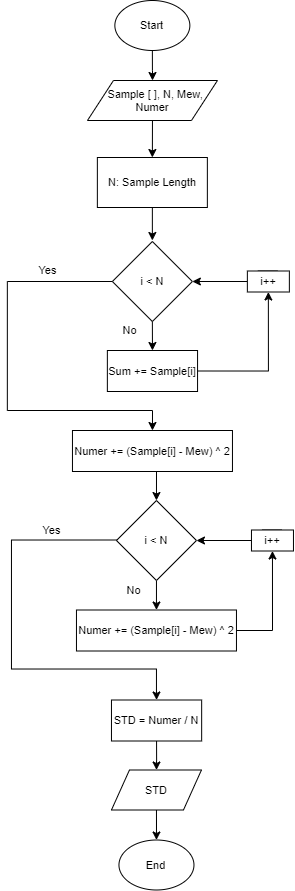 Start
Sample [ ], N, Mew,
Numer
N: Sample Length
Yes
i < N
i++
No
Sum += Sample[i]
Numer += (Sample[i] - Mew) ^ 2
Yes
i < N
i++
No
Numer += (Sample[i] - Mew) ^ 2
STD = Numer / N
STD
End